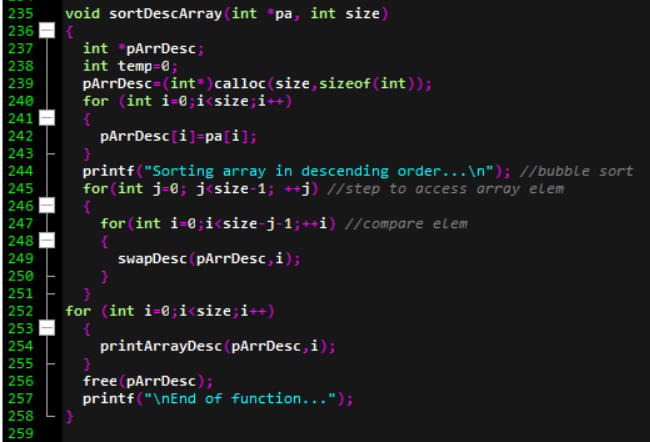 235 void sortDescArray(int *pa, int size)
236 {
237 int *pArrDesc;
238 int temp=0;
239 pArrDesc=(int*)calloc(size,sizeof(int));
240 for (int i=0;i<size;i++)
241 {
242 pArrDesc[i]=pa[i];
243 }
244 printf("Sorting array in descending order...\n"); //bubble sort
245 for(int j=0; j<size-1; ++j) //step to access array elem
246 {
247 for(int i=0;i<size-j-1;++i) //compare elem
248 {
249 swapDesc(pArrDesc,i);
250 }
251 }
252 for (int i=0;i<size;i++)
253 {
254 printArrayDesc(pArrDesc,i);
255 }
256 free(pArrDesc);
257 printf("\nEnd of function...");
258 }
259